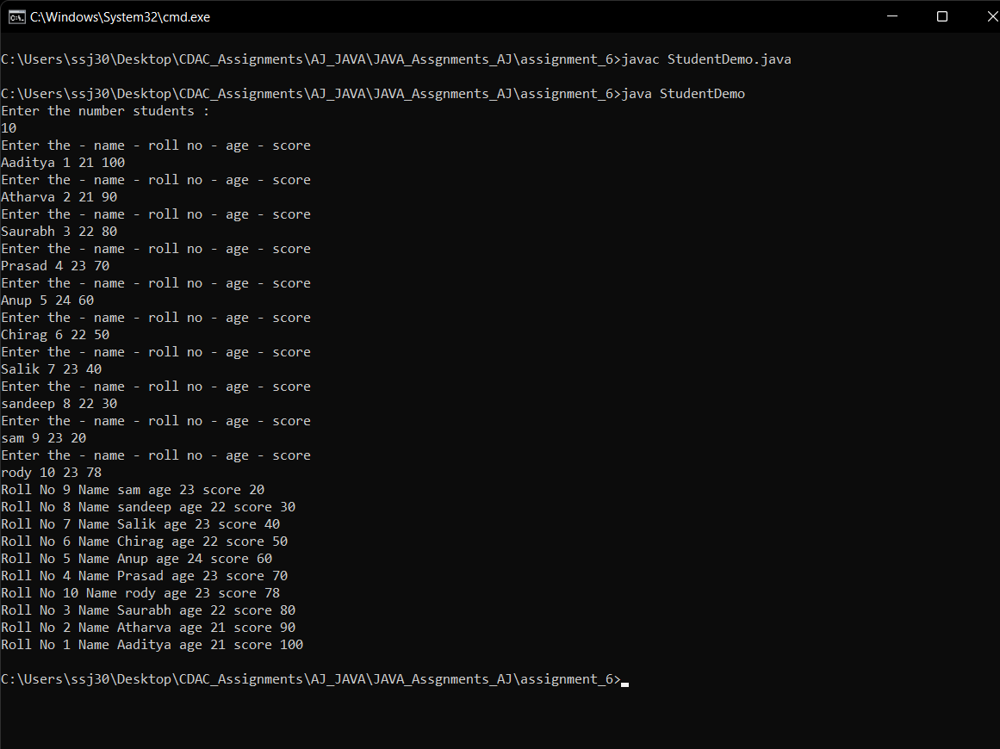 C:\Windows\System32\cmd.exe
C:\Users\ssj30\Desktop\CDAC_Assignments\AJ_JAVA\JAVA_Assgnments_AJ\assignment_6>javac StudentDemo.java
C:\Users\ssj30\Desktop\CDAC_Assignments\AJ_JAVA\JAVA_Assgnments_AJ\assignment_6>java StudentDemo
Enter the number students :
10
Enter the - name - roll no - age - score
Aaditya 1 21 100
Enter the - name - roll no - age - score
Atharva 2 21 90
Enter the - name - roll no - age - score
Saurabh 3 22 80
Enter the - name - roll no - age - score
Prasad 4 23 70
Enter the - name - roll no - age - score
Anup 5 24 60
Enter the - name - roll no - age - score
Chirag 6 22 50
Enter the - name - roll no - age - score
Salik 7 23 40
Enter the - name - roll no - age - score
sandeep 8 22 30
Enter the - name - roll no - age - score
sam 9 23 20
Enter the - name - roll no - age - score
rody 10 23 78
Roll No 9 Name sam age 23 score 20
Roll No 8 Name sandeep age 22 score 30
Roll No 7 Name Salik age 23 score 40
Roll No 6 Name Chirag age 22 score 50
Roll No 5 Name Anup age 24 score 60
Roll No 4 Name Prasad age 23 score 70
Roll No 10 Name rody age 23 score 78
Roll No 3 Name Saurabh age 22 score 80
Roll No 2 Name Atharva age 21 score 90
Roll No 1 Name Aaditya age 21 score 100
C:\Users\ssj30\Desktop\CDAC_Assignments\AJ_JAVA\JAVA_Assgnments_AJ\assignment_6>